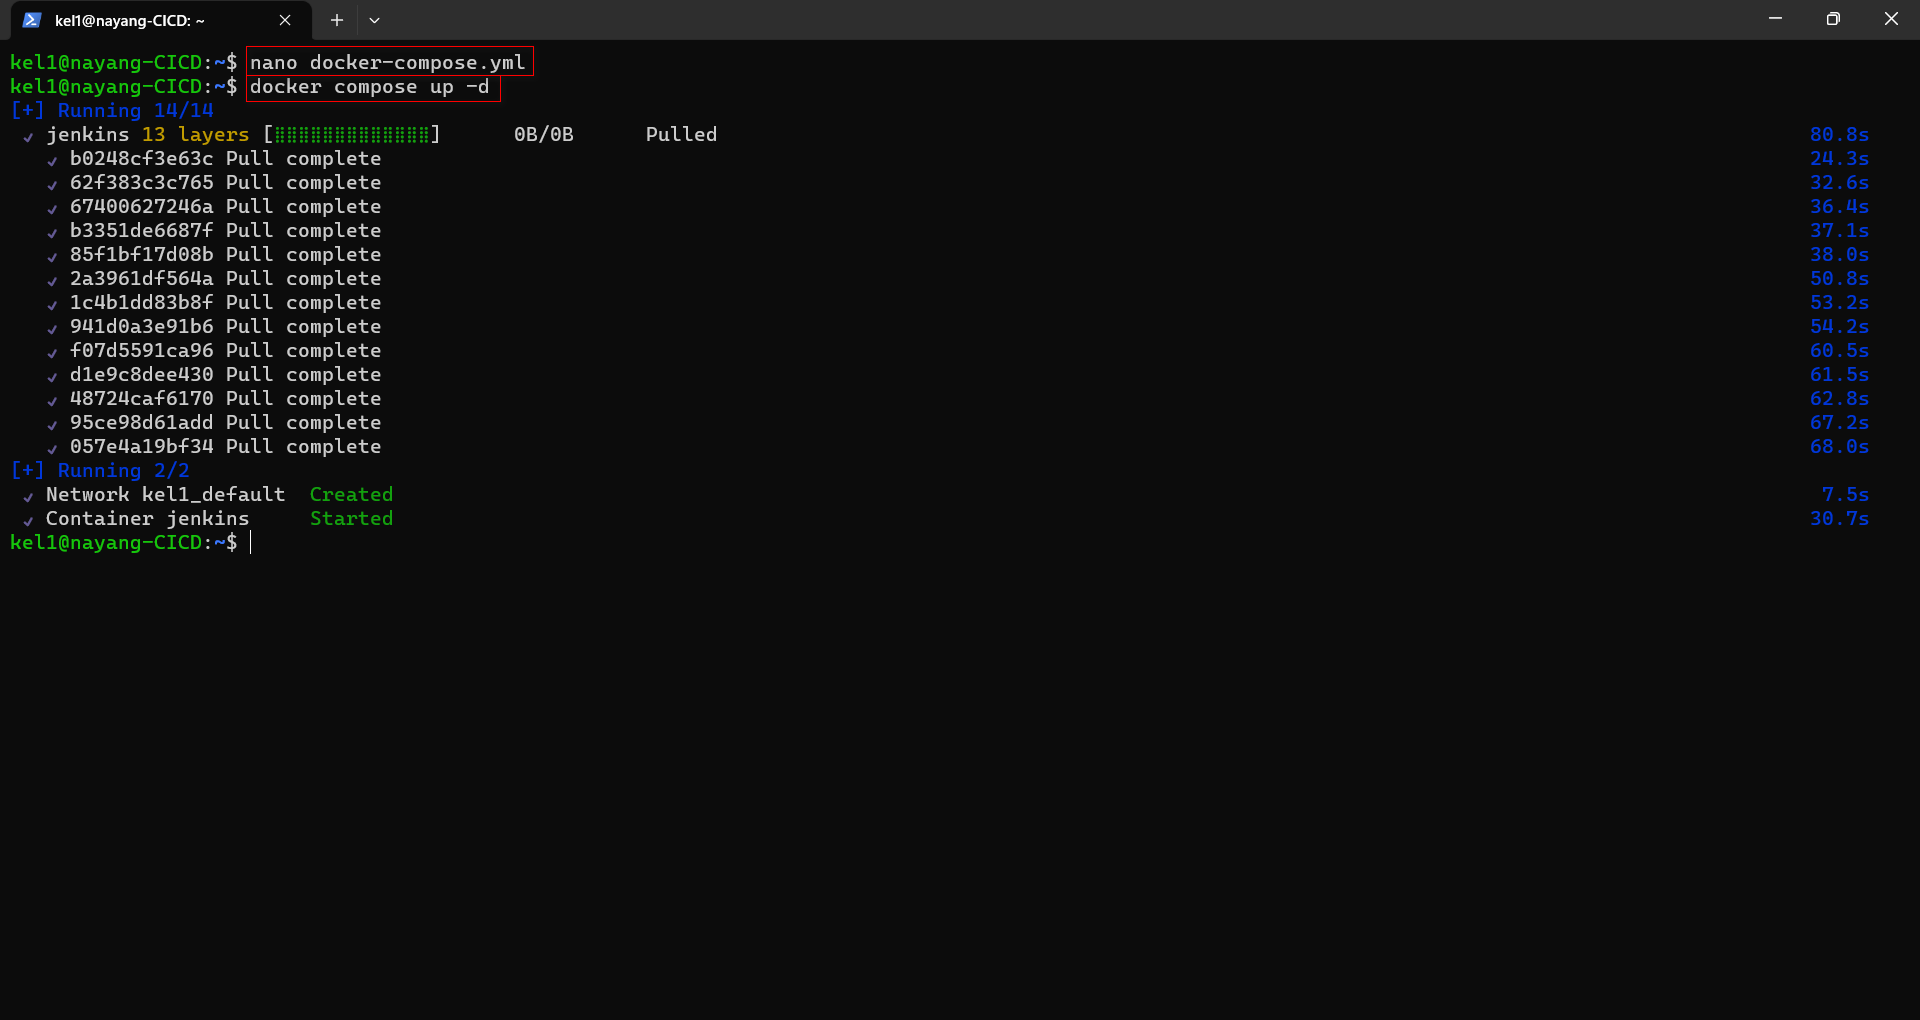 kel1@nayang-CICD: ~
kel1@nayang-CICD:~$ nano docker-compose.yml
kel1@nayang-CICD:~$ docker compose up -d
[+] Running 14/14
✓ jenkins 13 layers [⣿⣿⣿⣿⣿⣿⣿⣿⣿⣿⣿⣿⣿] 0B/0B Pulled 80.8s
✓ b0248cf3e63c Pull complete 24.3s
✓ 62f383c3c765 Pull complete 32.6s
✓ 67400627246a Pull complete 36.4s
✓ b3351de6687f Pull complete 37.1s
✓ 85f1bf17d08b Pull complete 38.0s
✓ 2a3961df564a Pull complete 50.8s
✓ 1c4b1dd83b8f Pull complete 53.2s
✓ 941d0a3e91b6 Pull complete 54.2s
✓ f07d5591ca96 Pull complete 60.5s
✓ d1e9c8dee430 Pull complete 61.5s
✓ 48724caf6170 Pull complete 62.8s
✓ 95ce98d61add Pull complete 67.2s
✓ 057e4a19bf34 Pull complete 68.0s
[+] Running 2/2
✓ Network kel1_default Created 7.5s
✓ Container jenkins Started 30.7s
kel1@nayang-CICD:~$